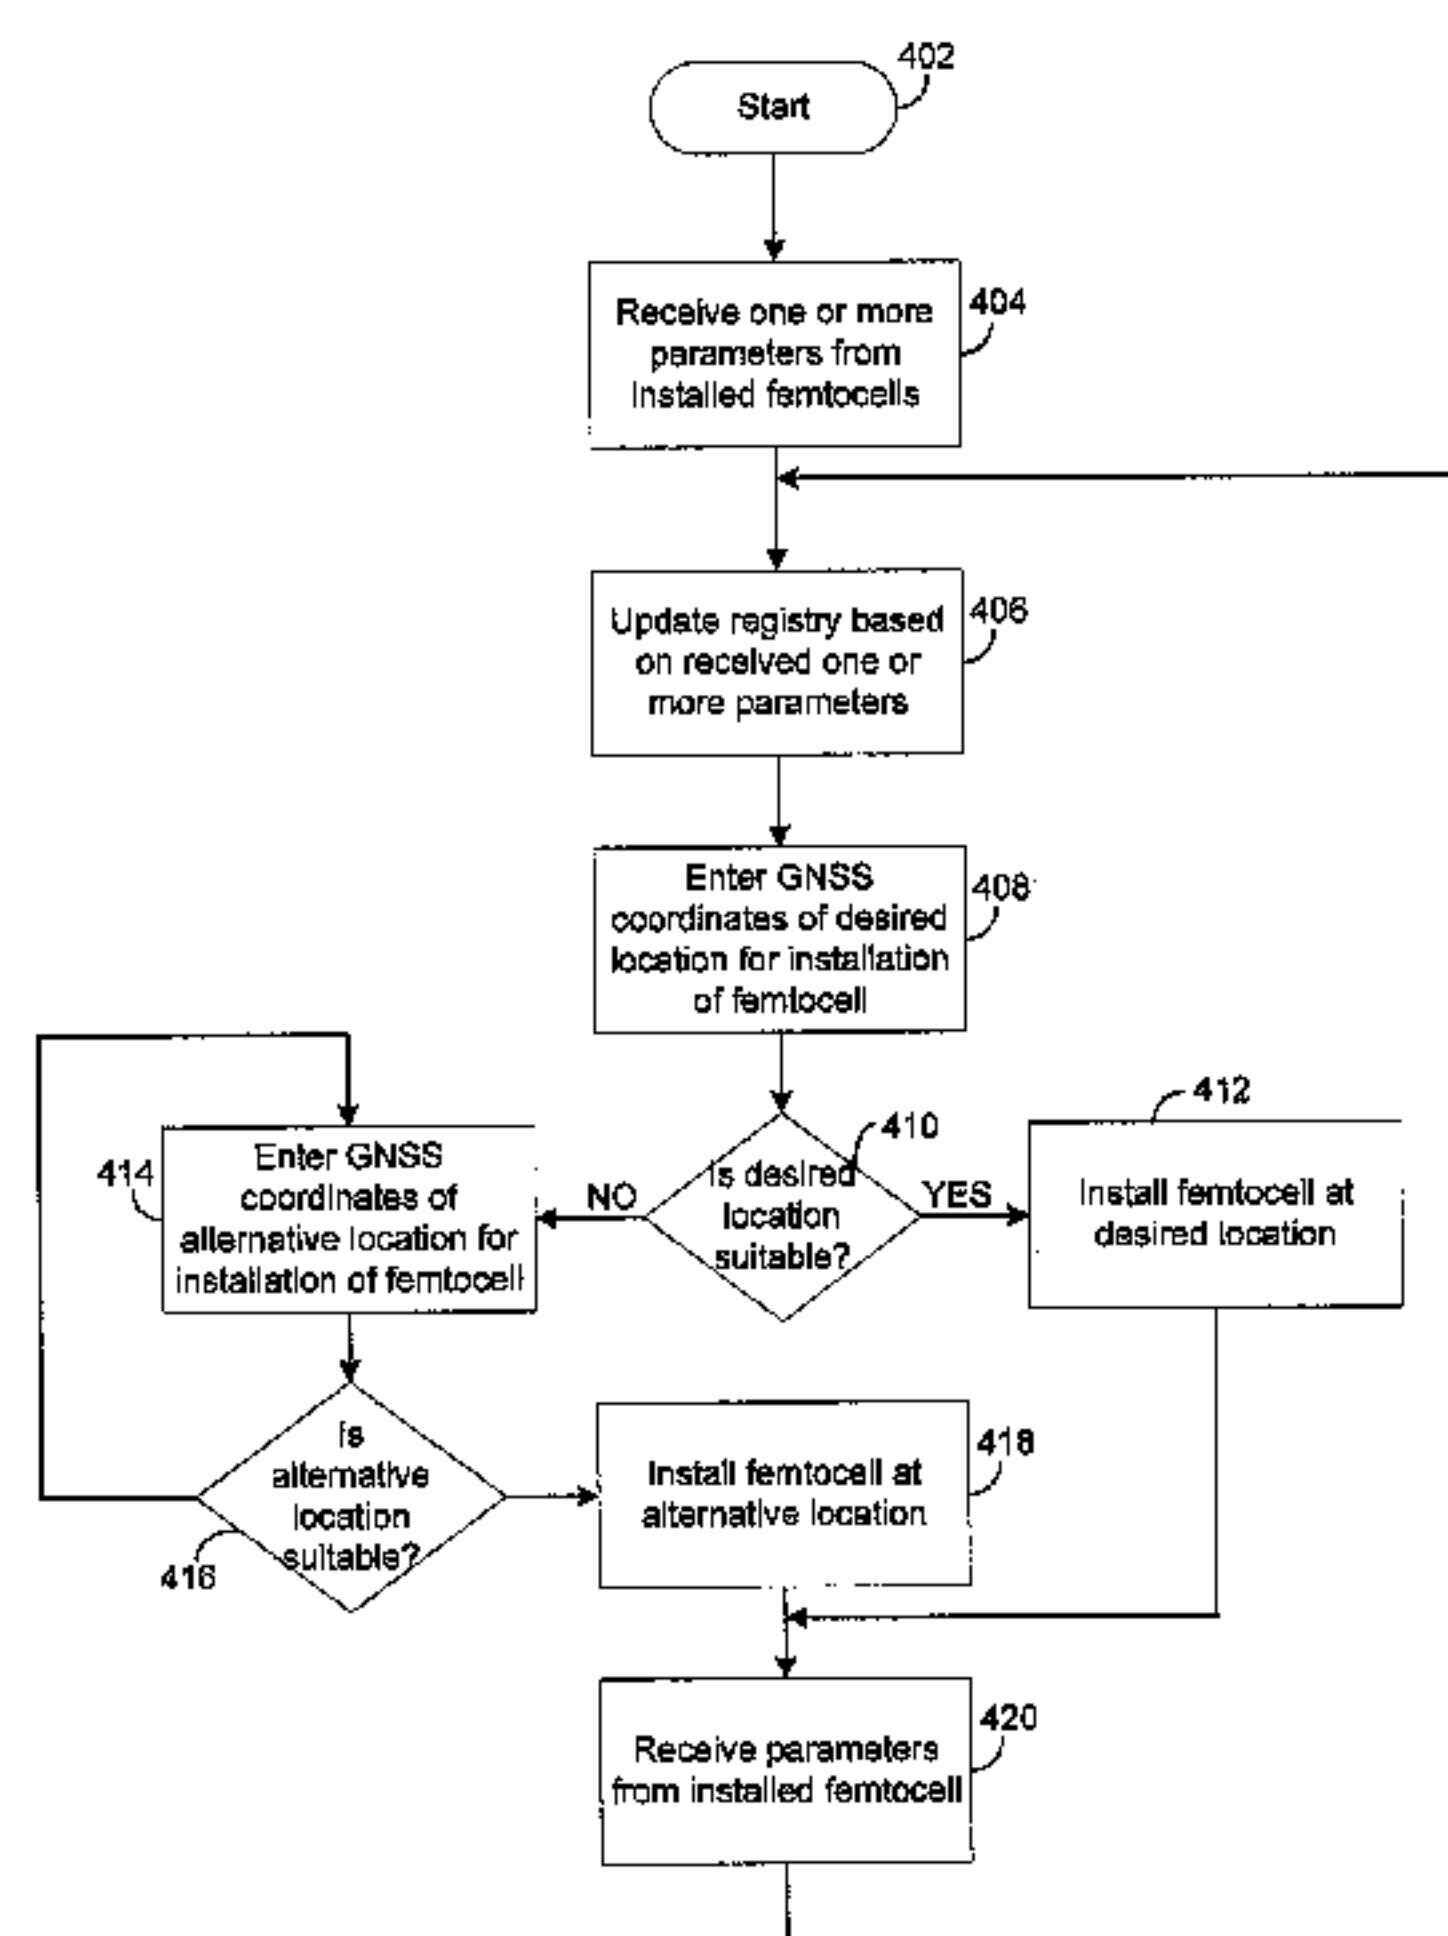 402
Start
404
Receive one or more
parameters from
installed femtocells
406
Update registry based
on received one or
more parameters
408
Enter GNSS
coordinates of desired
location for installation
of femtocell
410
Is desired
location
suitable?
NO
YES
412
Install femtocell at
desired location
414
Enter GNSS
coordinates of
alternative location for
installation of femtocell
416
Is
alternative
location
suitable?
418
Install femtocell at
alternative location
420
Receive parameters
from installed femtocell